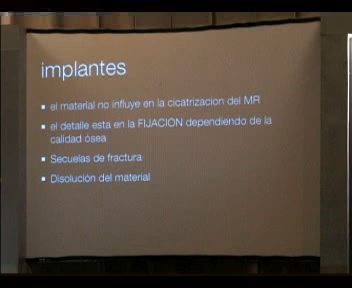 implantes
el material no influye en la cicatrizacion del MR
el detalle esta en la FIJACION dependiendo de la
calidad ósea
Secuelas de fractura
Disolución del material